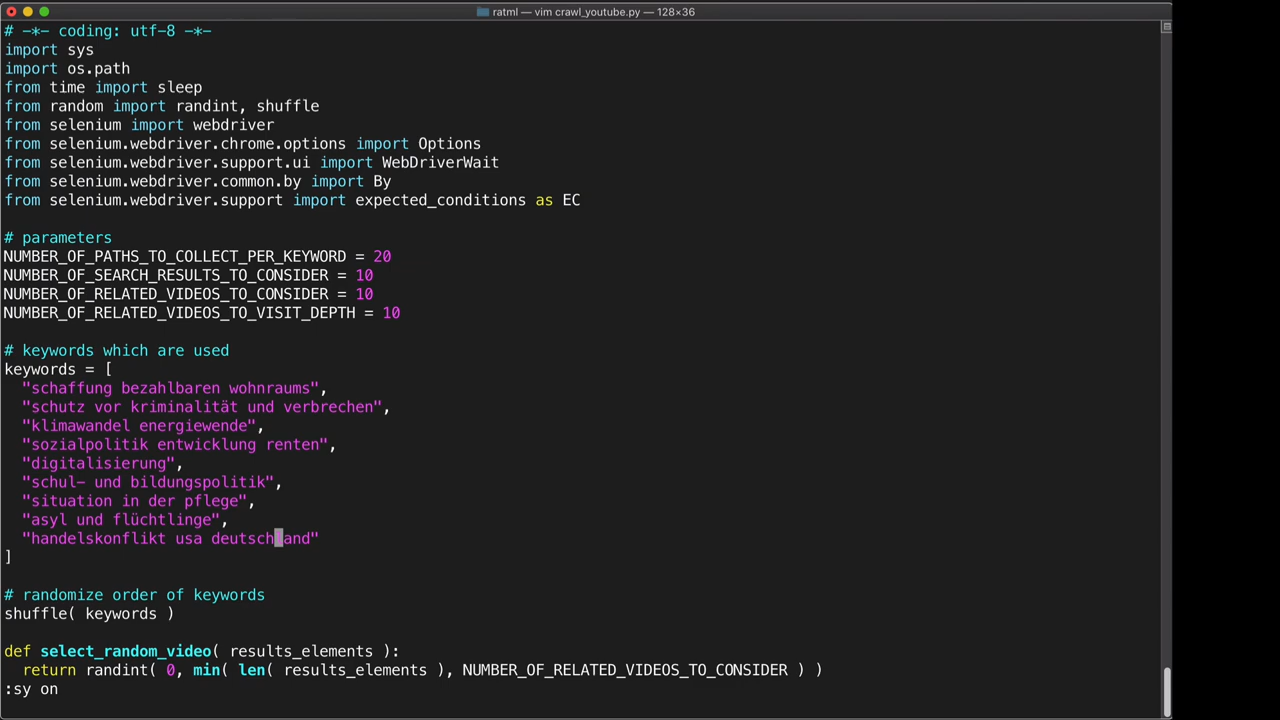 ratml — vim crawl_youtube.py — 128×36
# -*- coding: utf-8 -*-
import sys
import os.path
from time import sleep
from random import randint, shuffle
from selenium import webdriver
from selenium.webdriver.chrome.options import Options
from selenium.webdriver.support.ui import WebDriverWait
from selenium.webdriver.common.by import By
from selenium.webdriver.support import expected_conditions as EC
# parameters
NUMBER_OF_PATHS_TO_COLLECT_PER_KEYWORD = 20
NUMBER_OF_SEARCH_RESULTS_TO_CONSIDER = 10
NUMBER_OF_RELATED_VIDEOS_TO_CONSIDER = 10
NUMBER_OF_RELATED_VIDEOS_TO_VISIT_DEPTH = 10
# keywords which are used
keywords = [
  "schaffung bezahlbaren wohnraums",
  "schutz vor kriminalität und verbrechen",
  "klimawandel energiewende",
  "sozialpolitik entwicklung renten",
  "digitalisierung",
  "schul- und bildungspolitik",
  "situation in der pflege",
  "asyl und flüchtlinge",
  "handelskonflikt usa deutschland"
]
# randomize order of keywords
shuffle( keywords )
def select_random_video( results_elements ):
  return randint( 0, min( len( results_elements ), NUMBER_OF_RELATED_VIDEOS_TO_CONSIDER ) )
:sy on